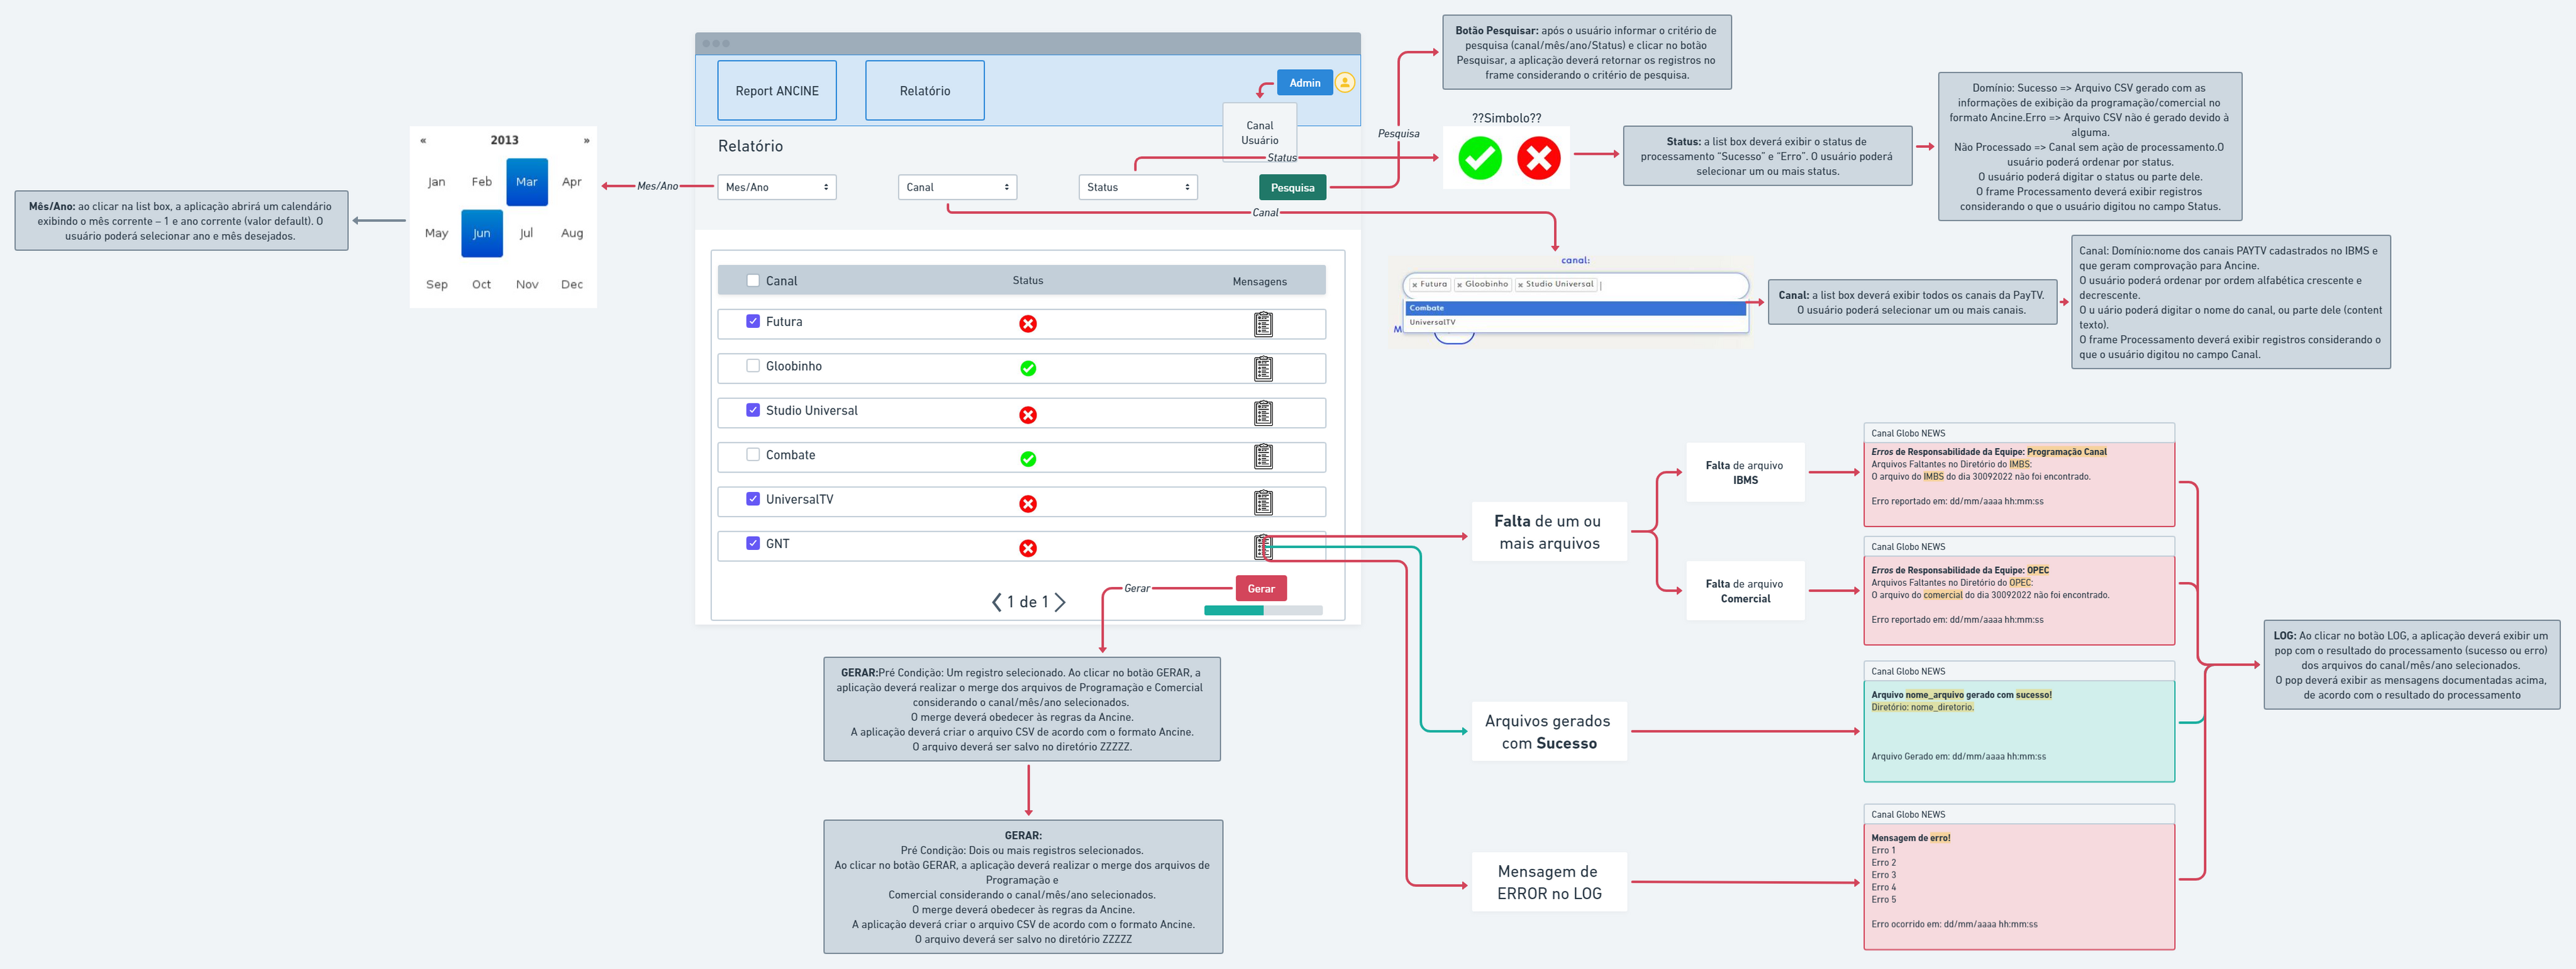 Mês/Ano: ao clicar na list box, a aplicação abrirá um calendário
exibindo o mês corrente – 1 e ano corrente (valor default). O
usuário poderá selecionar ano e mês desejados.
«
2013
»
Jan Feb Mar Apr
May Jun Jul Aug
Sep Oct Nov Dec
Mes/Ano
Report ANCINE
Relatório
Admin
Canal
Usuário
Relatório
Mes/Ano
Canal
Status
Pesquisa
Status
Canal
Pesquisa
Canal Status Mensagens
Futura
Gloobinho
Studio Universal
Combate
UniversalTV
GNT
1 de 1
Gerar
Gerar
GERAR:Pré Condição: Um registro selecionado. Ao clicar no botão GERAR, a
aplicação deverá realizar o merge dos arquivos de Programação e Comercial
considerando o canal/mês/ano selecionados.
O merge deverá obedecer às regras da Ancine.
A aplicação deverá criar o arquivo CSV de acordo com o formato Ancine.
O arquivo deverá ser salvo no diretório ZZZZZ.
GERAR:
Pré Condição: Dois ou mais registros selecionados.
Ao clicar no botão GERAR, a aplicação deverá realizar o merge dos arquivos de
Programação e
Comercial considerando o canal/mês/ano selecionados.
O merge deverá obedecer às regras da Ancine.
A aplicação deverá criar o arquivo CSV de acordo com o formato Ancine.
O arquivo deverá ser salvo no diretório ZZZZZ
Botão Pesquisar: após o usuário informar o critério de
pesquisa (canal/mês/ano/Status) e clicar no botão
Pesquisar, a aplicação deverá retornar os registros no
frame considerando o critério de pesquisa.
??Simbolo??
Status: a list box deverá exibir o status de
processamento “Sucesso” e “Erro”. O usuário poderá
selecionar um ou mais status.
Domínio: Sucesso => Arquivo CSV gerado com as
informações de exibição da programação/comercial no
formato Ancine.Erro => Arquivo CSV não é gerado devido à
alguma.
Não Processado => Canal sem ação de processamento.O
usuário poderá ordenar por status.
O usuário poderá digitar o status ou parte dele.
O frame Processamento deverá exibir registros
considerando o que o usuário digitou no campo Status.
canal:
× Futura × Gloobinho × Studio Universal
Combate
UniversalTV
M
Canal: a list box deverá exibir todos os canais da PayTV.
O usuário poderá selecionar um ou mais canais.
Canal: Domínio:nome dos canais PAYTV cadastrados no IBMS e
que geram comprovação para Ancine.
O usuário poderá ordenar por ordem alfabética crescente e
decrescente.
O u uário poderá digitar o nome do canal, ou parte dele (content
texto).
O frame Processamento deverá exibir registros considerando o
que o usuário digitou no campo Canal.
Falta de um ou
mais arquivos
Falta de arquivo
IBMS
Falta de arquivo
Comercial
Canal Globo NEWS
Erros de Responsabilidade da Equipe: Programação Canal
Arquivos Faltantes no Diretório do IMBS:
O arquivo do IMBS do dia 30092022 não foi encontrado.
Erro reportado em: dd/mm/aaaa hh:mm:ss
Canal Globo NEWS
Erros de Responsabilidade da Equipe: OPEC
Arquivos Faltantes no Diretório do OPEC:
O arquivo do comercial do dia 30092022 não foi encontrado.
Erro reportado em: dd/mm/aaaa hh:mm:ss
Arquivos gerados
com Sucesso
Canal Globo NEWS
Arquivo nome_arquivo gerado com sucesso!
Diretório: nome_diretorio.
Arquivo Gerado em: dd/mm/aaaa hh:mm:ss
Mensagem de
ERROR no LOG
Canal Globo NEWS
Mensagem de erro!
Erro 1
Erro 2
Erro 3
Erro 4
Erro 5
Erro ocorrido em: dd/mm/aaaa hh:mm:ss
LOG: Ao clicar no botão LOG, a aplicação deverá exibir um
pop com o resultado do processamento (sucesso ou erro)
dos arquivos do canal/mês/ano selecionados.
O pop deverá exibir as mensagens documentadas acima,
de acordo com o resultado do processamento